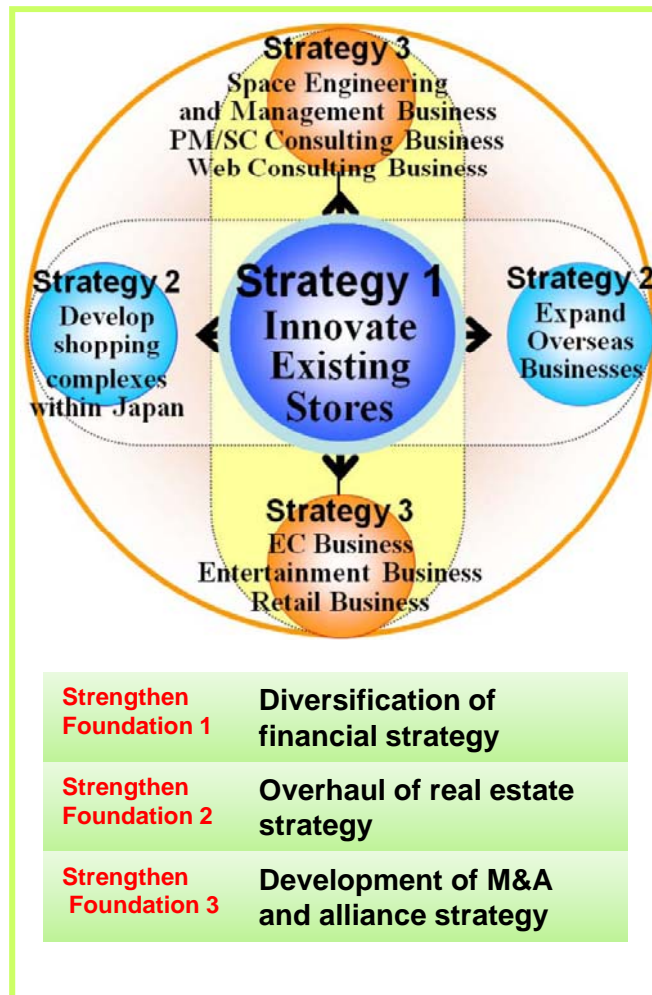 Strategy 3
Space Engineering
and Management Business
PM/SC Consulting Business
Web Consulting Business
Strategy 2
Develop
shopping
complexes
within Japan
Strategy 1
Innovate
Existing
Stores
Strategy 2
Expand
Overseas
Businesses
Strategy 3
EC Business
Entertainment Business
Retail Business
Strengthen
Foundation 1
Diversification of
financial strategy
Strengthen
Foundation 2
Overhaul of real estate
strategy
Strengthen
Foundation 3
Development of M&A
and alliance strategy